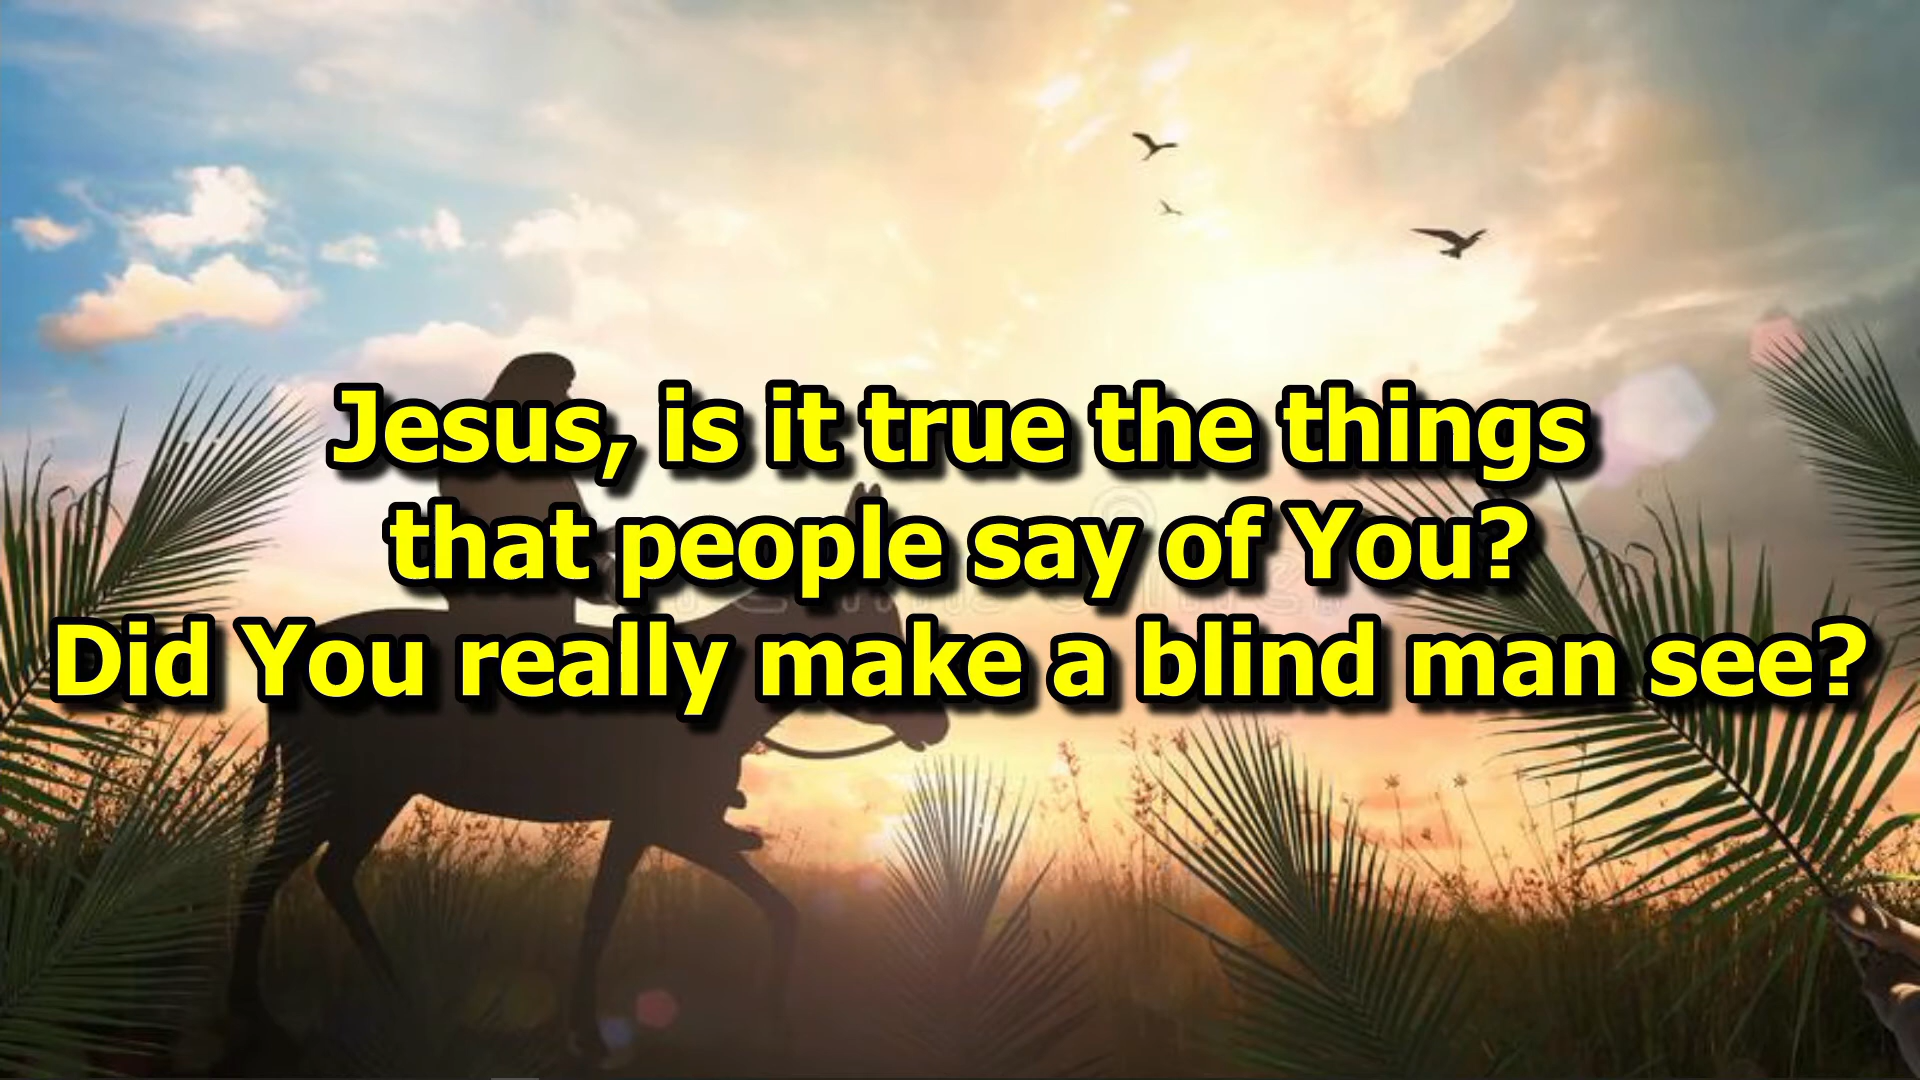 Jesus, is it true the things
that people say of You?
Did You really make a blind man see?